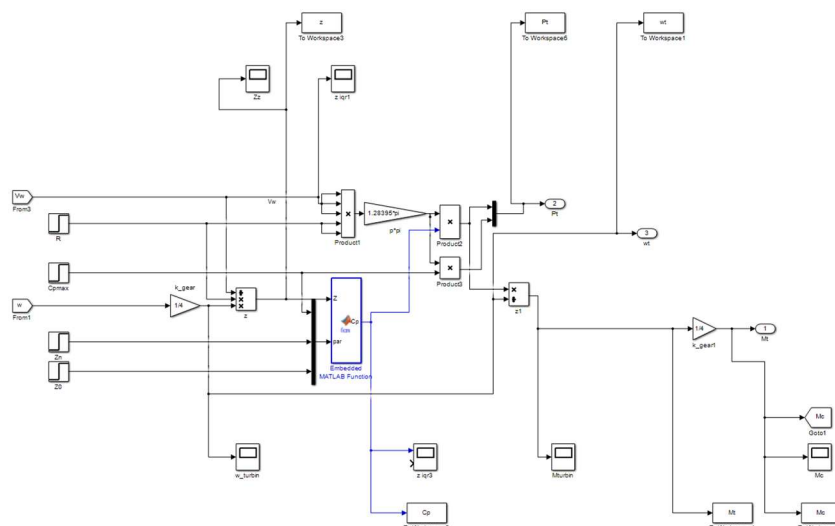 z
To Workspace3
Pt
To Workspace5
wt
To Workspace1
Zz
z iqr1
Vw
From3
Vw
R
×
Product1
1.28395*pi
p*pi
×
Product2
2
Pt
3
wt
Cpmax
k_gear
w
From1
1/4
÷
×
×
z
×
Product3
Z
Cp
fcn
par
Embedded
MATLAB Function
×
÷
z1
Zn
Z0
1/4
k_gear1
1
Mt
w_turbin
z iqr3
Mturbin
Mc
Goto1
Mc
Cp
Mt
Mc